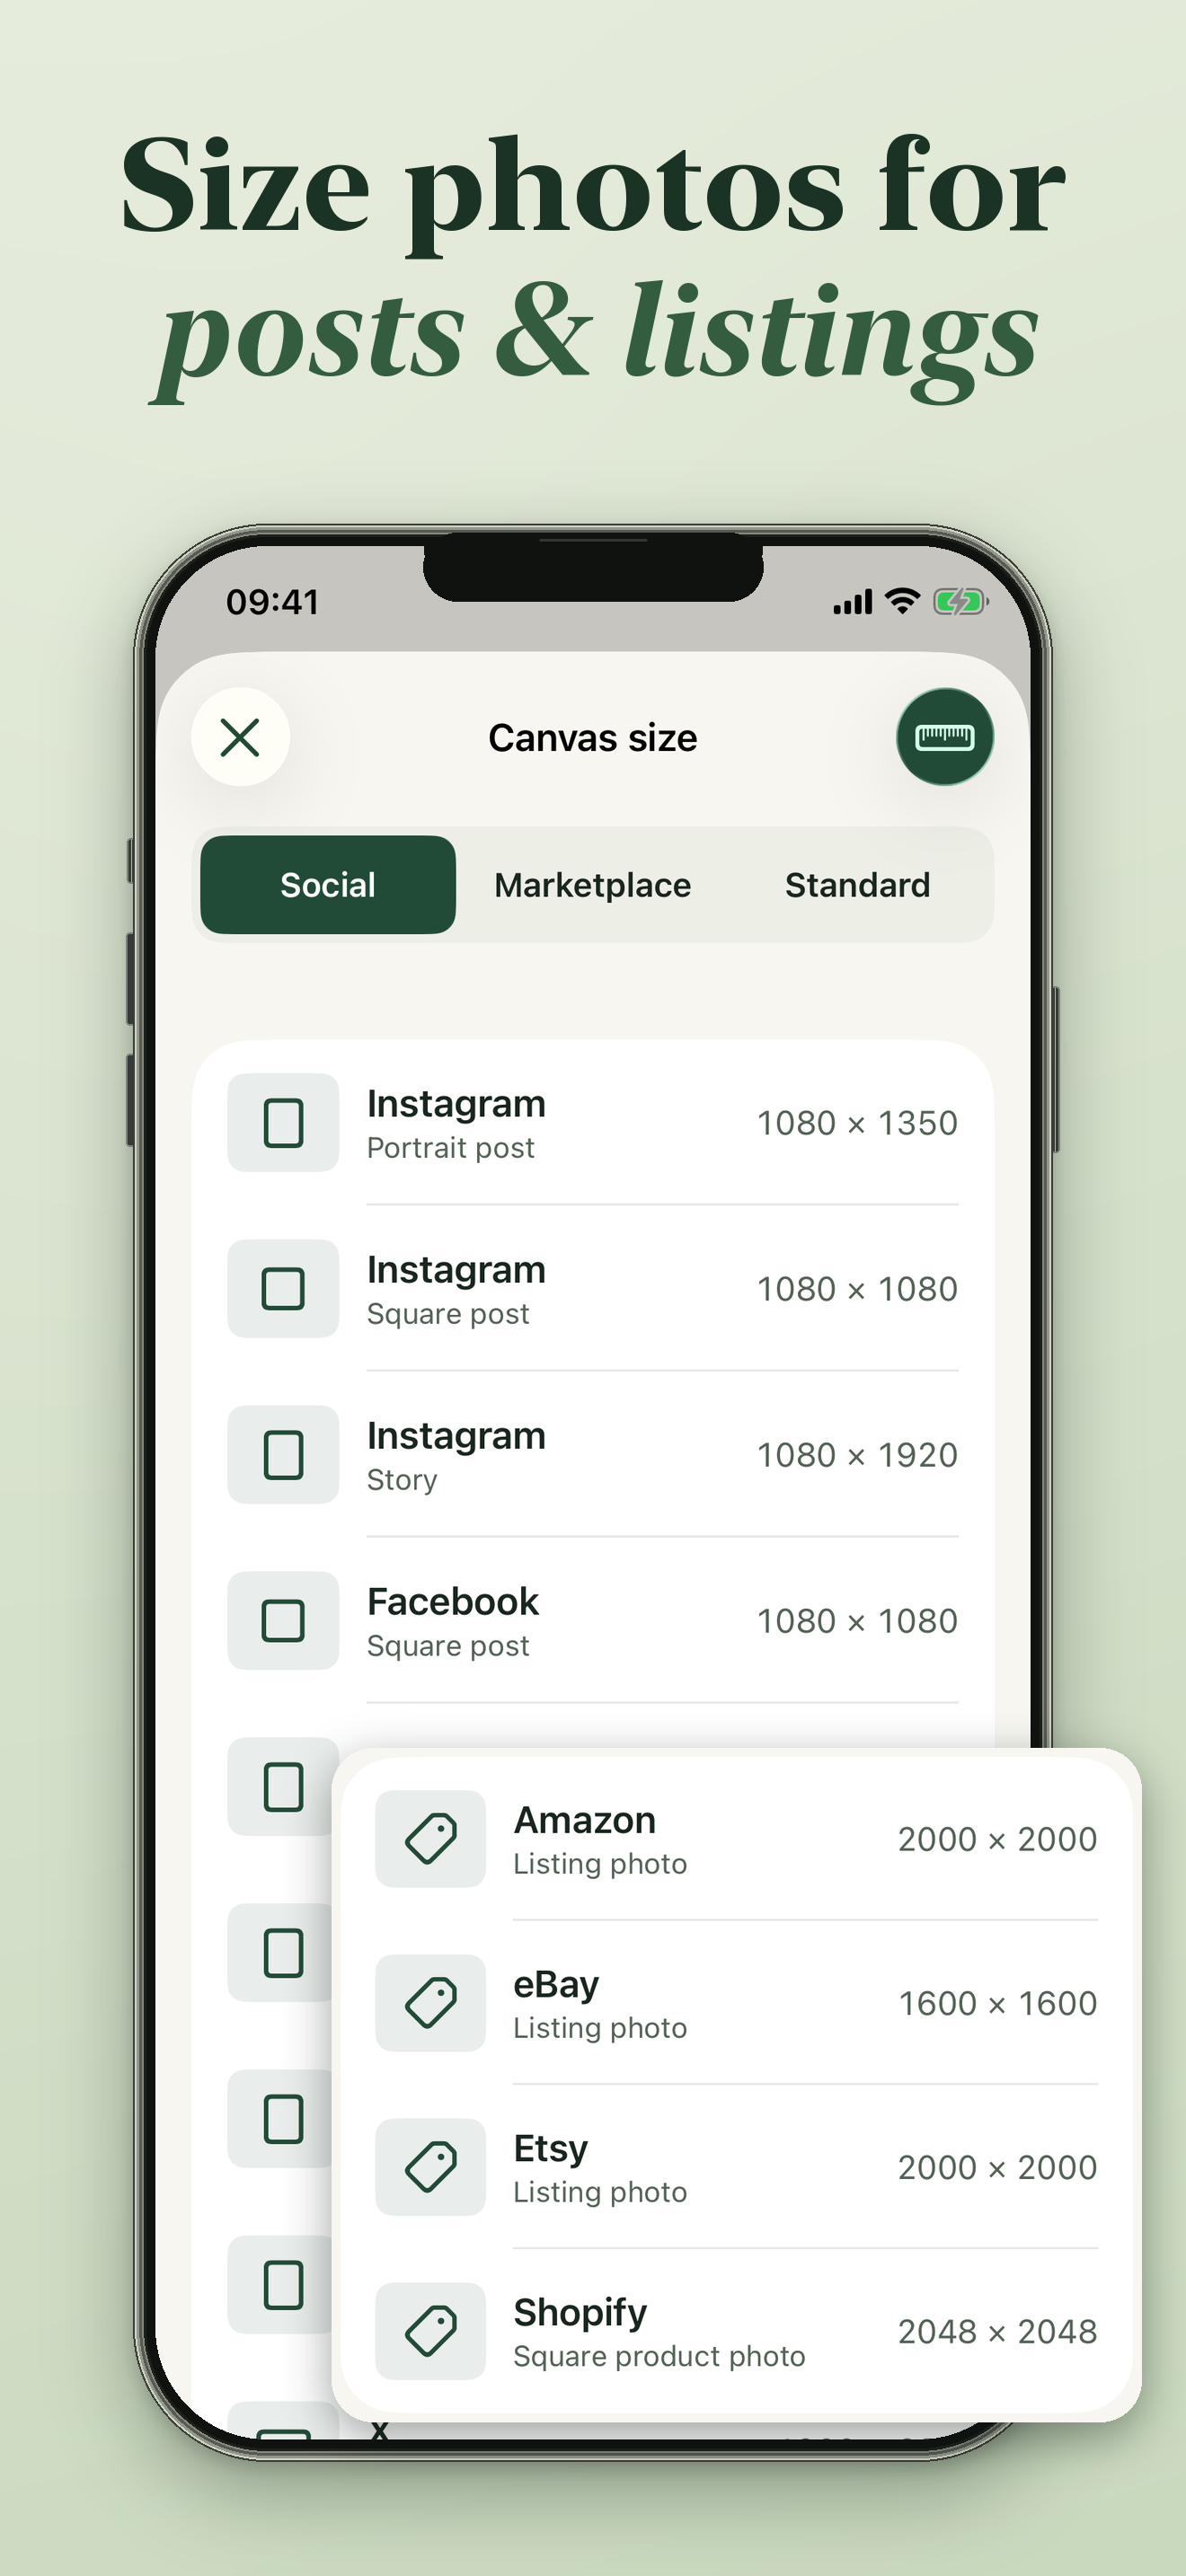 Size photos for
posts & listings
09:41
Canvas size
Social Marketplace Standard
Instagram
Portrait post
1080 × 1350
Instagram
Square post
1080 × 1080
Instagram
Story
1080 × 1920
Facebook
Square post
1080 × 1080
Amazon
Listing photo
2000 × 2000
eBay
Listing photo
1600 × 1600
Etsy
Listing photo
2000 × 2000
Shopify
Square product photo
2048 × 2048
X